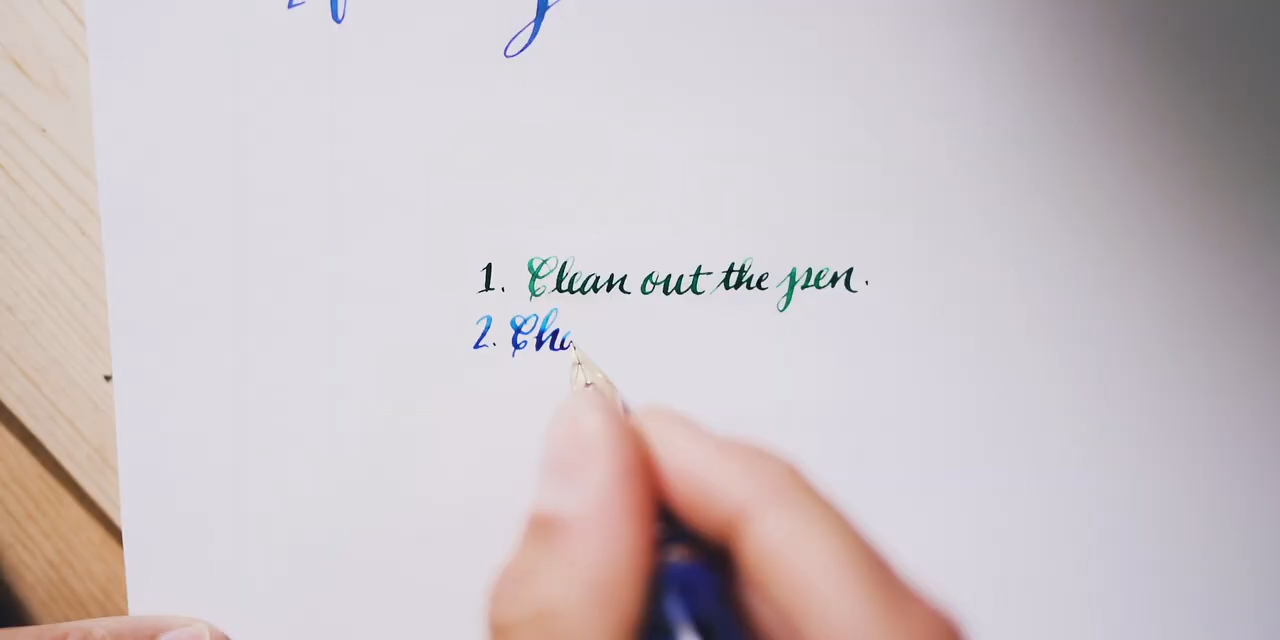 1. Clean out the pen.
2. Che